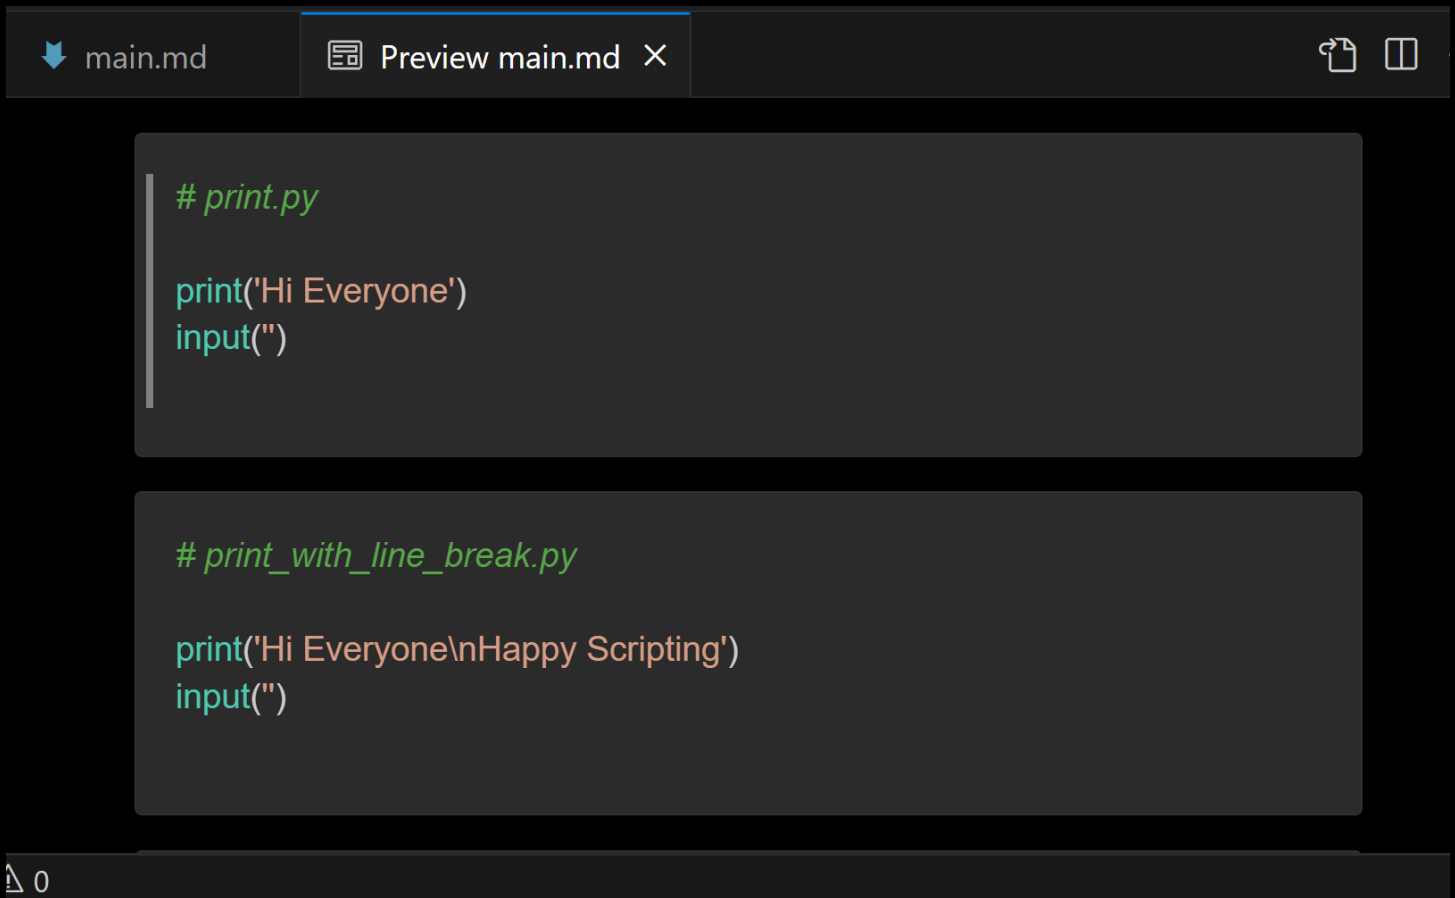 main.md
Preview main.md
# print.py
print('Hi Everyone')
input('')
# print_with_line_break.py
print('Hi Everyone\nHappy Scripting')
input('')
0